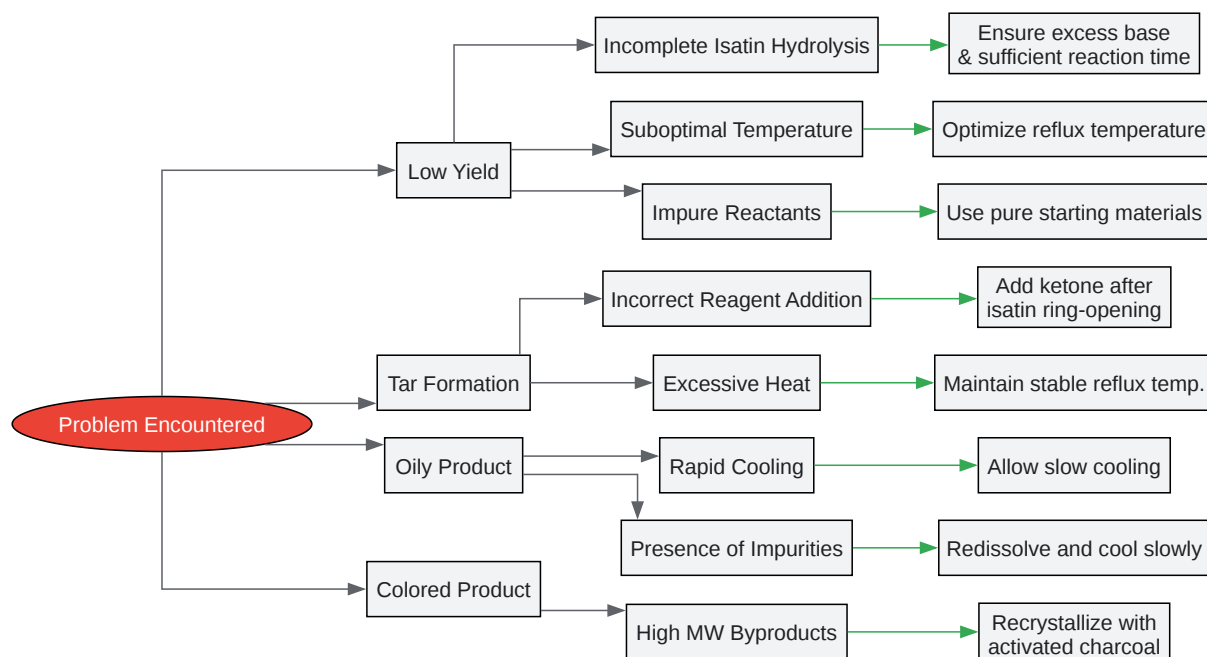 Problem Encountered
Low Yield
Incomplete Isatin Hydrolysis
Ensure excess base
& sufficient reaction time
Suboptimal Temperature
Optimize reflux temperature
Impure Reactants
Use pure starting materials
Tar Formation
Incorrect Reagent Addition
Add ketone after
isatin ring-opening
Excessive Heat
Maintain stable reflux temp.
Oily Product
Rapid Cooling
Allow slow cooling
Presence of Impurities
Redissolve and cool slowly
Colored Product
High MW Byproducts
Recrystallize with
activated charcoal